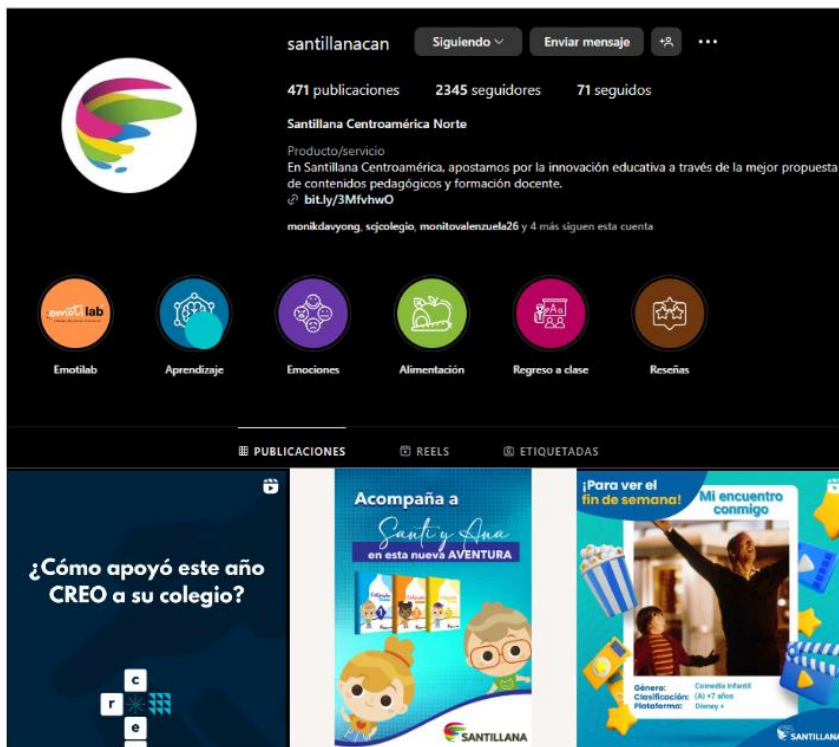 santillanacan Siguiendo Enviar mensaje
471 publicaciones 2345 seguidores 71 seguidos
Santillana Centroamérica Norte
Producto/servicio
En Santillana Centroamérica, apostamos por la innovación educativa a través de la mejor propuesta
de contenidos pedagógicos y formación docente.
bit.ly/3MfvhwO
monikdavyong, scjcolegio, monitovalenzuela26 y 4 más siguen esta cuenta
emotilab
Aa
Emotilab Aprendizaje Emociones Alimentación Regreso a clase Reseñas
PUBLICACIONES REELS ETIQUETADAS
¿Cómo apoyó este año
CREO a su colegio?
c
r
e
Acompaña a
Santi y Ana
en esta nueva AVENTURA
1
SANTILLANA
¡Para ver el
fin de semana!
Mi encuentro
conmigo
Género: Comedia Infantil
Clasificación: (A) +7 años
Plataforma: Disney +
SANTILLANA